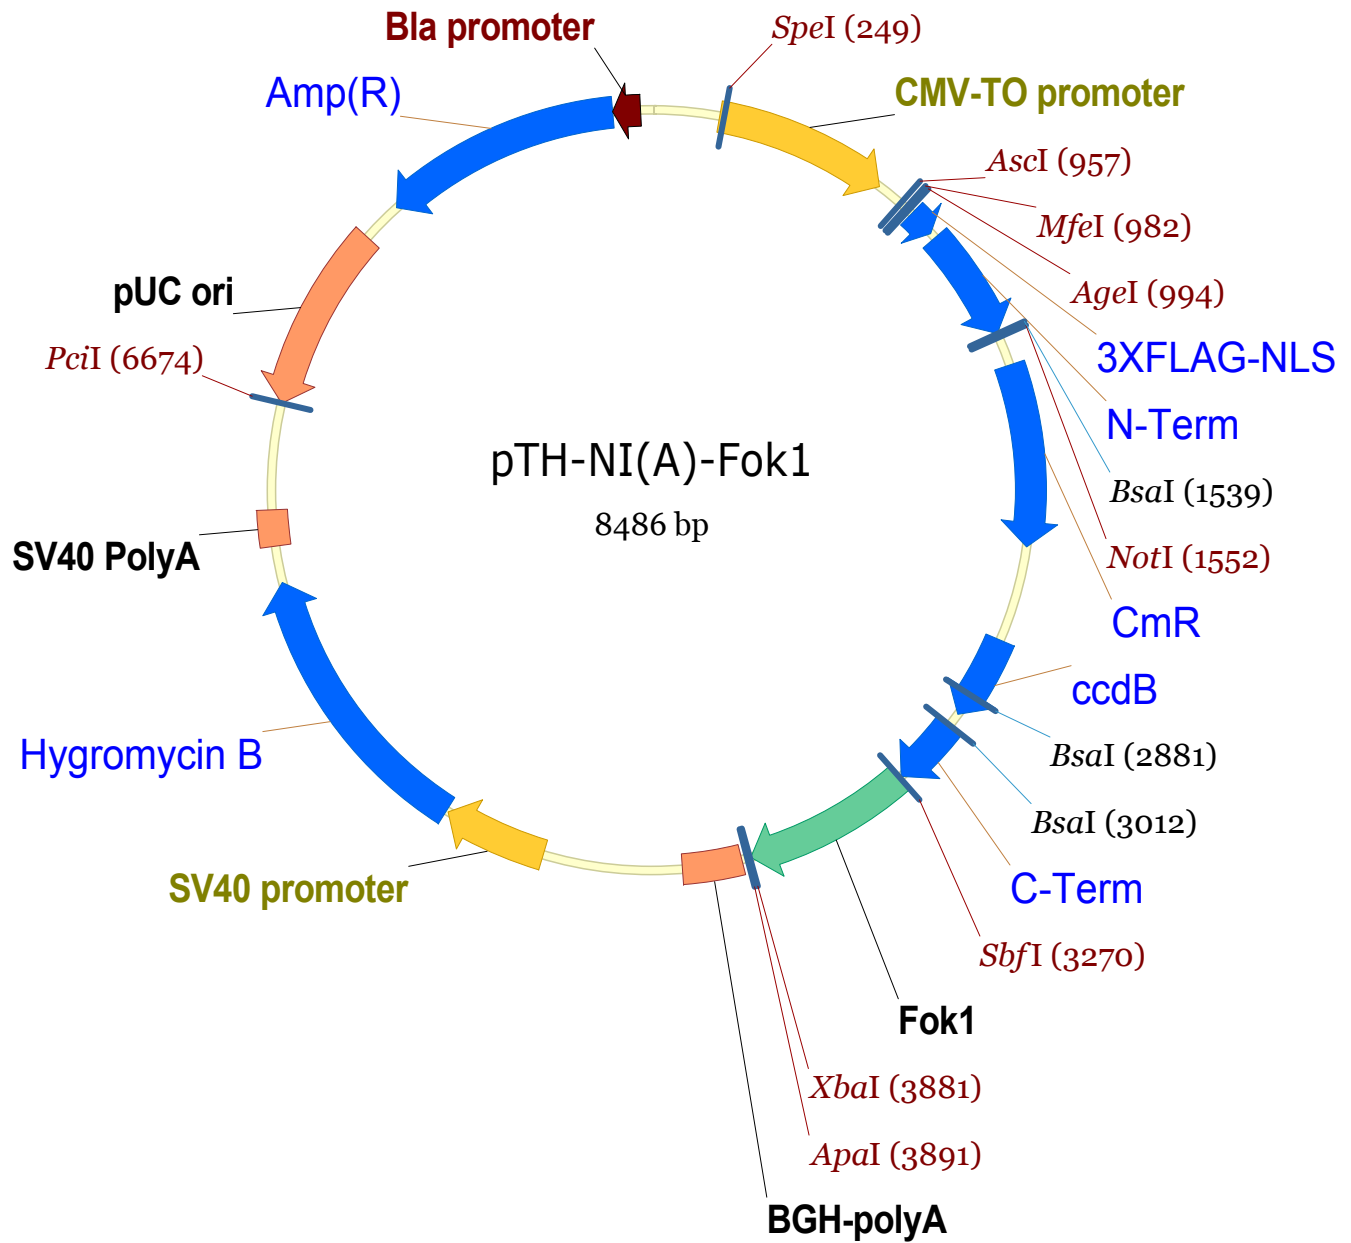 Bla promoter
SpeI (249)
Amp(R)
CMV-TO promoter
AscI (957)
MfeI (982)
pUC ori
AgeI (994)
PciI (6674)
3XFLAG-NLS
N-Term
pTH-NI(A)-Fok1
BsaI (1539)
8486 bp
SV40 PolyA
NotI (1552)
CmR
ccdB
Hygromycin B
BsaI (2881)
BsaI (3012)
SV40 promoter
C-Term
SbfI (3270)
Fok1
XbaI (3881)
ApaI (3891)
BGH-polyA